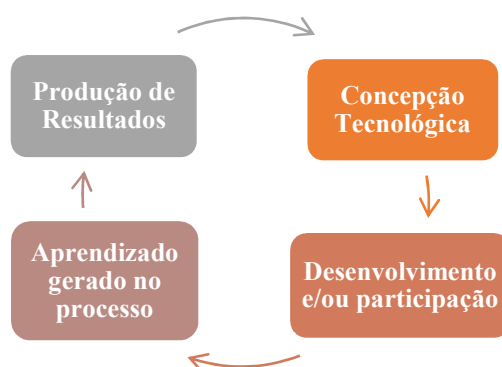 Produção de
Resultados
Concepção
Tecnológica
Aprendizado
gerado no
processo
Desenvolvimento
e/ou participação